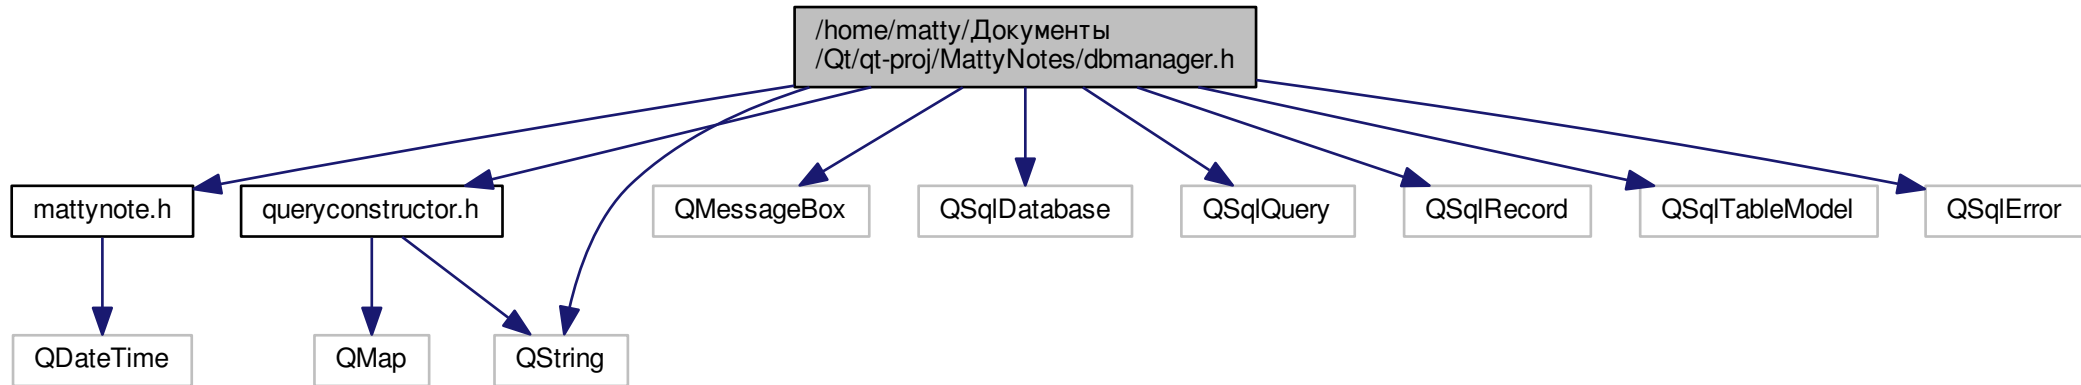 /home/matty/Документы
/Qt/qt-proj/MattyNotes/dbmanager.h
mattynote.h
queryconstructor.h
QMessageBox
QSqlDatabase
QSqlQuery
QSqlRecord
QSqlTableModel
QSqlError
QDateTime
QMap
QString